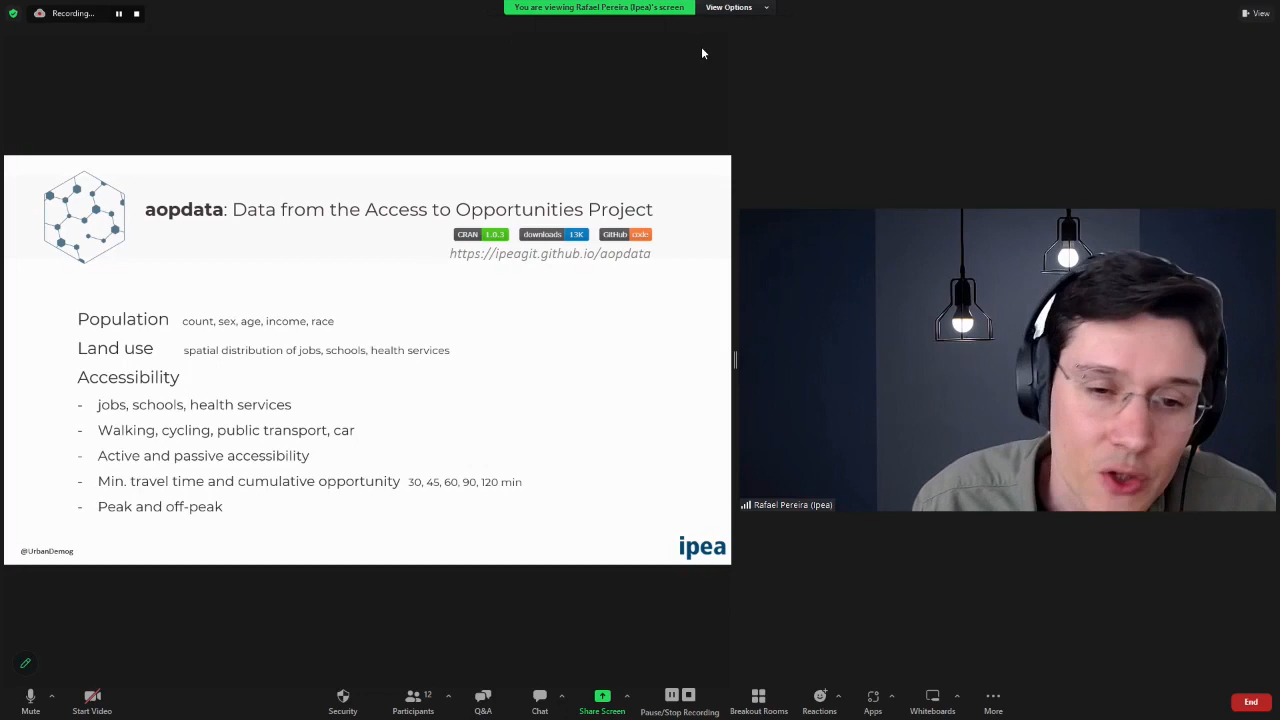 Recording...
You are viewing Rafael Pereira (Ipea)'s screen
View Options
View
aopdata: Data from the Access to Opportunities Project
CRAN 1.0.3 downloads 13K GitHub code
https://ipeagit.github.io/aopdata
Population count, sex, age, income, race
Land use spatial distribution of jobs, schools, health services
Accessibility
- jobs, schools, health services
- Walking, cycling, public transport, car
- Active and passive accessibility
- Min. travel time and cumulative opportunity 30, 45, 60, 90, 120 min
- Peak and off-peak
@UrbanDemog
ipea
Rafael Pereira (Ipea)
12
Mute Start Video Security Participants Q&A Chat Share Screen Pause/Stop Recording Breakout Rooms Reactions Apps Whiteboards More End